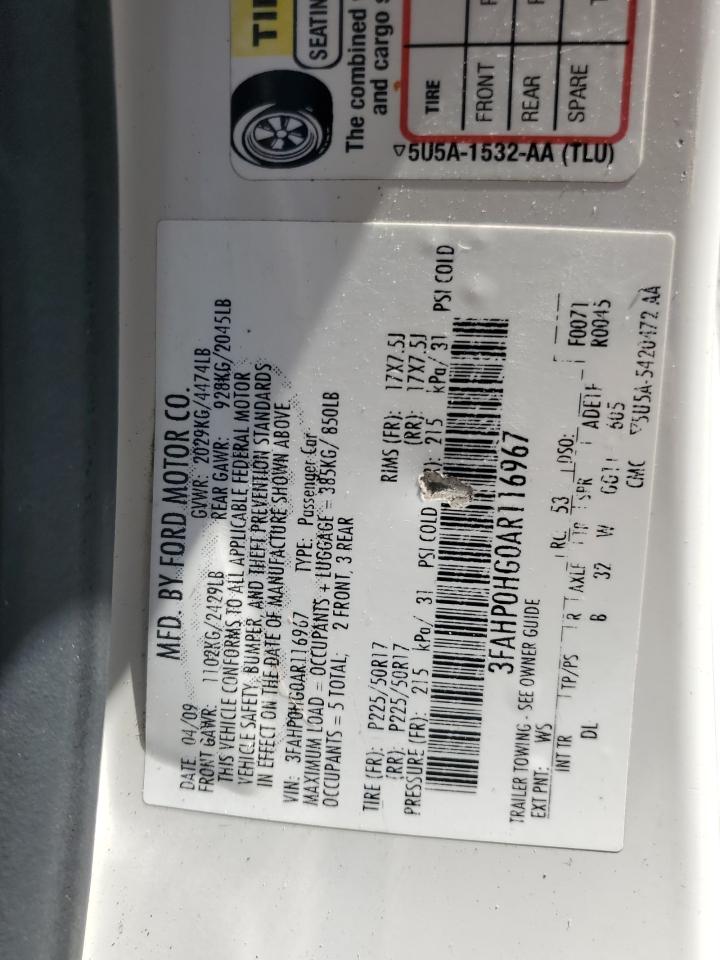 TI
SEATIN
The combined
and cargo s
TIRE
FRONT
REAR
SPARE
5U5A-1532-AA (TLU)
MFD. BY FORD MOTOR CO.
DATE: 04/09 GVWR: 2029KG/4474LB
FRONT GAWR: 1102KG/2429LB REAR GAWR: 928KG/2045LB
THIS VEHICLE CONFORMS TO ALL APPLICABLE FEDERAL MOTOR
VEHICLE SAFETY, BUMPER, AND THEFT PREVENTION STANDARDS
IN EFFECT ON THE DATE OF MANUFACTURE SHOWN ABOVE
VIN: 3FAHP0HG0AR116967 TYPE: Passenger Car
MAXIMUM LOAD = OCCUPANTS + LUGGAGE = 385KG/ 850LB
OCCUPANTS = 5 TOTAL; 2 FRONT, 3 REAR
TIRE (FR): P225/50R17 RIMS (FR): 17X7.5J
(RR): P225/50R17 (RR): 17X7.5J
PRESSURE (FR): 215 kPa/ 31 PSI COLD 215 kPa/ 31 PSI COLD
3FAHP0HG0AR116967
TRAILER TOWING - SEE OWNER GUIDE
EXT PNT: WS RC: 53 DSO: F0071
INT TR TP/PS R AXLE TR SPR R0045
DL B 32 W
605
CMC 5U5A-5420472 AA